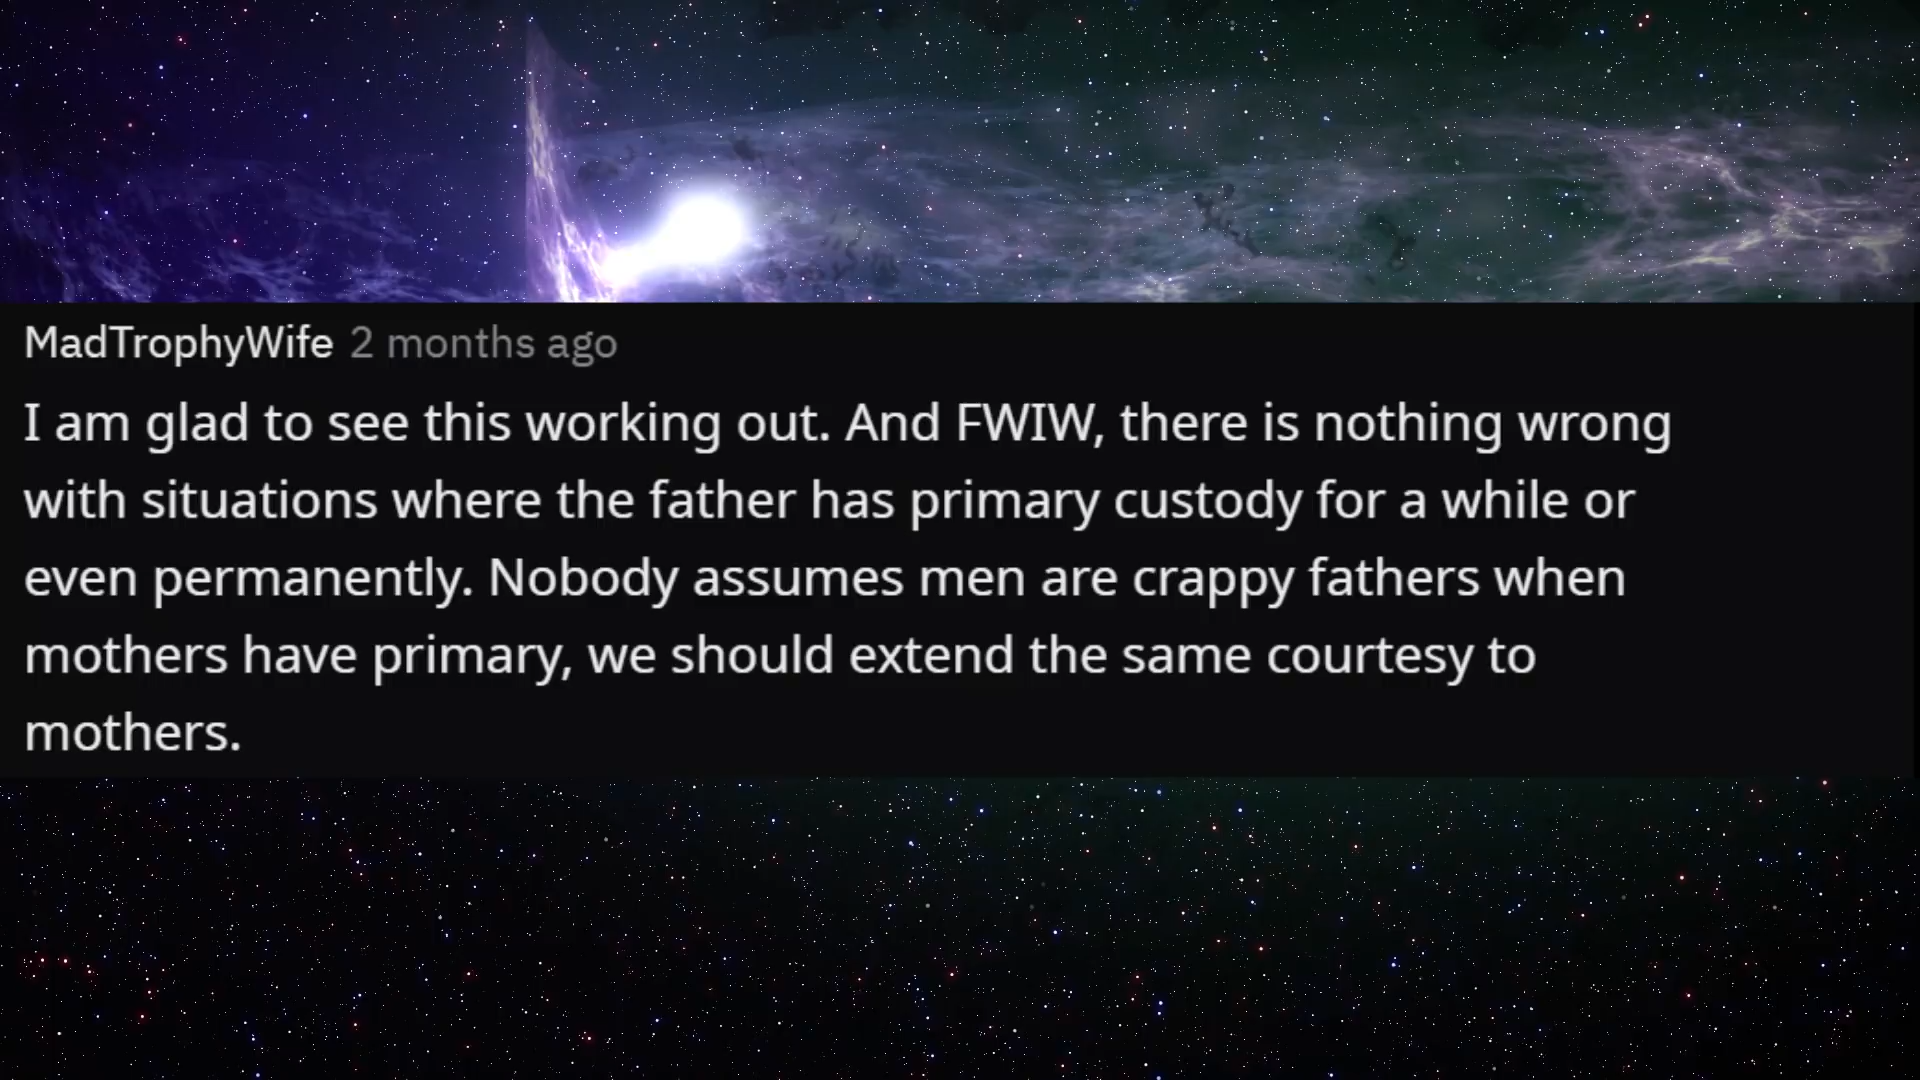 MadTrophyWife 2 months ago
I am glad to see this working out. And FWIW, there is nothing wrong
with situations where the father has primary custody for a while or
even permanently. Nobody assumes men are crappy fathers when
mothers have primary, we should extend the same courtesy to
mothers.